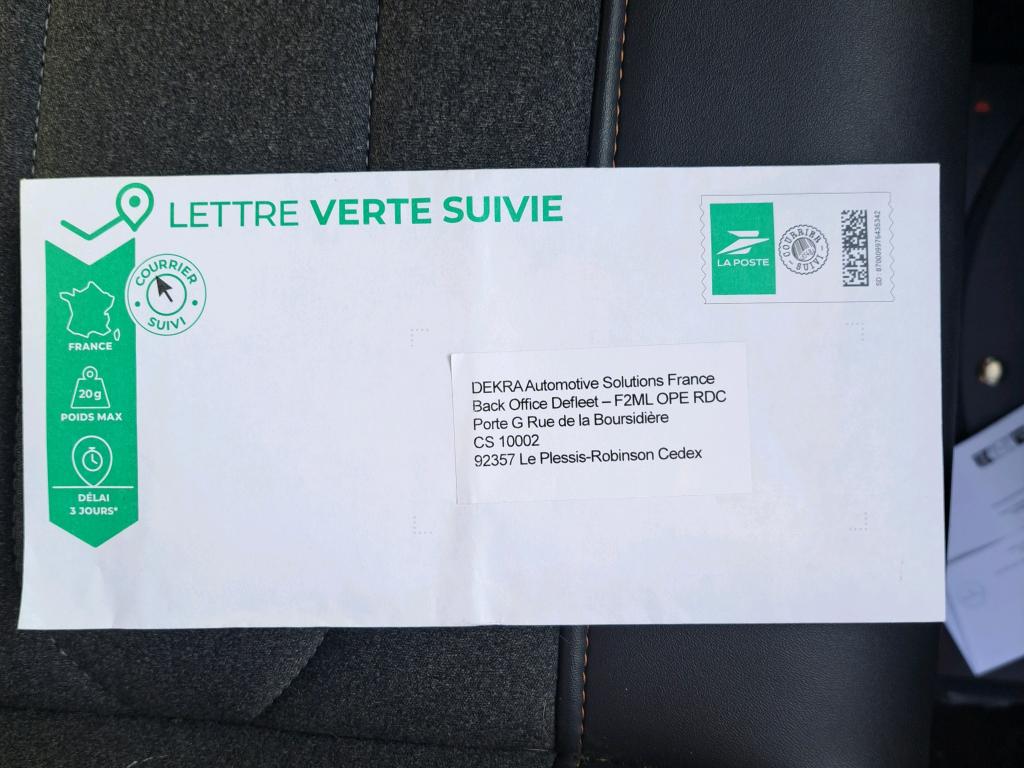 LETTRE VERTE SUIVIE
COURRIER
SUIVI
FRANCE
20g
POIDS MAX
DÉLAI
3 JOURS*
LA POSTE
COURRIER
SUIVI
SD : 87000997643S342
DEKRA Automotive Solutions France
Back Office Defleet – F2ML OPE RDC
Porte G Rue de la Boursidière
CS 10002
92357 Le Plessis-Robinson Cedex